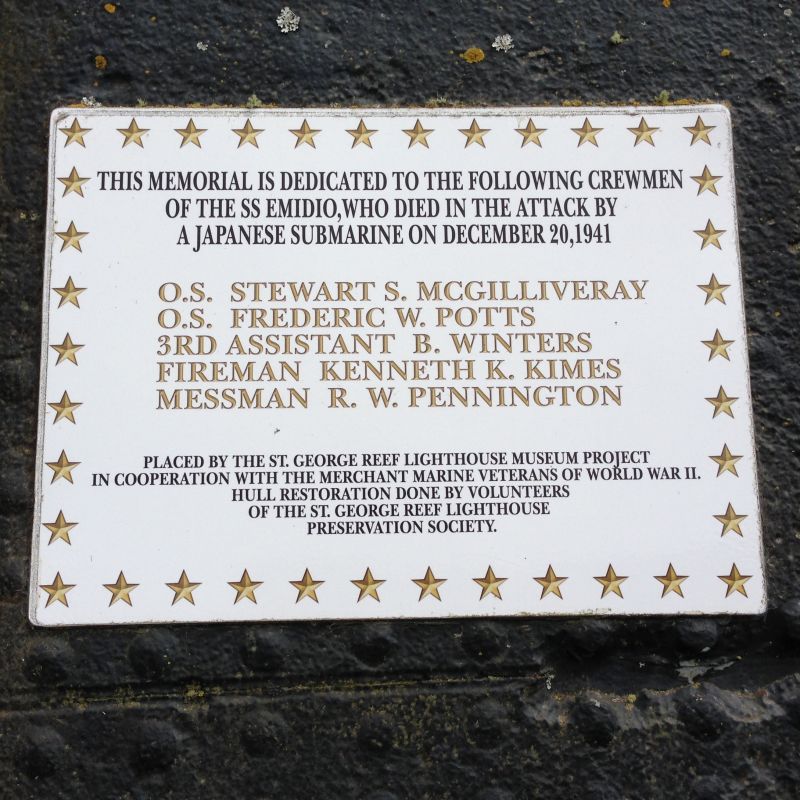 THIS MEMORIAL IS DEDICATED TO THE FOLLOWING CREWMEN
OF THE SS EMIDIO,WHO DIED IN THE ATTACK BY
A JAPANESE SUBMARINE ON DECEMBER 20,1941
O.S. STEWART S. MCGILLIVERAY
O.S. FREDERIC W. POTTS
3RD ASSISTANT B. WINTERS
FIREMAN KENNETH K. KIMES
MESSMAN R. W. PENNINGTON
PLACED BY THE ST. GEORGE REEF LIGHTHOUSE MUSEUM PROJECT
IN COOPERATION WITH THE MERCHANT MARINE VETERANS OF WORLD WAR II.
HULL RESTORATION DONE BY VOLUNTEERS
OF THE ST. GEORGE REEF LIGHTHOUSE
PRESERVATION SOCIETY.